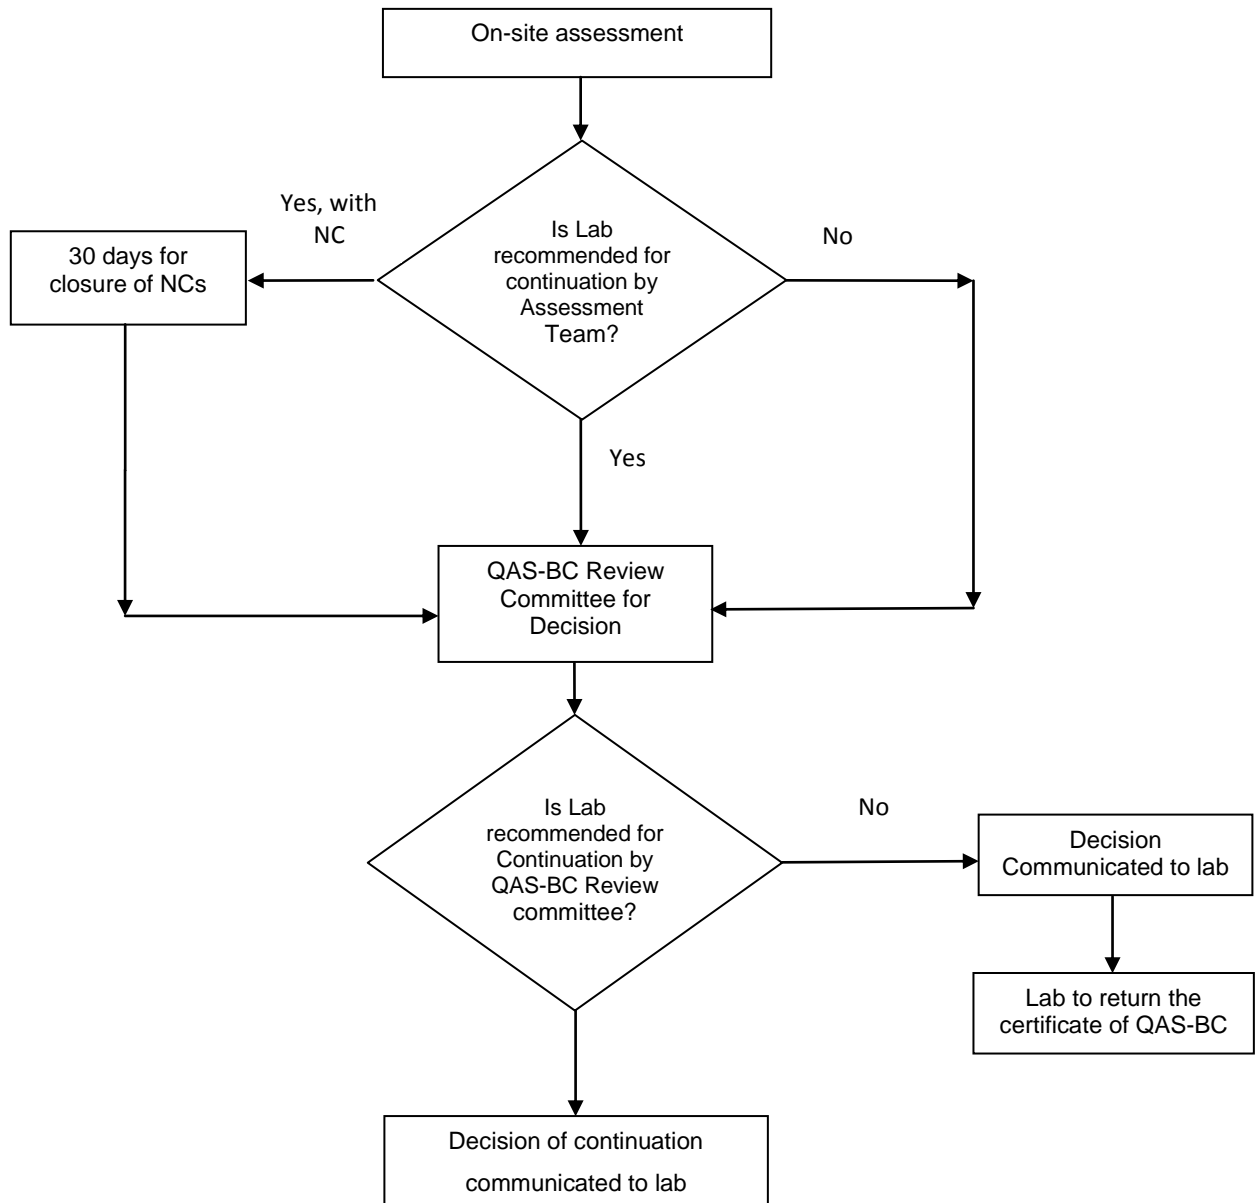 On-site assessment
Yes, with
NC
Is Lab
recommended for
continuation by
Assessment
Team?
No
30 days for
closure of NCs
Yes
QAS-BC Review
Committee for
Decision
Is Lab
recommended for
Continuation by
QAS-BC Review
committee?
No
Decision
Communicated to lab
Lab to return the
certificate of QAS-BC
Decision of continuation
communicated to lab